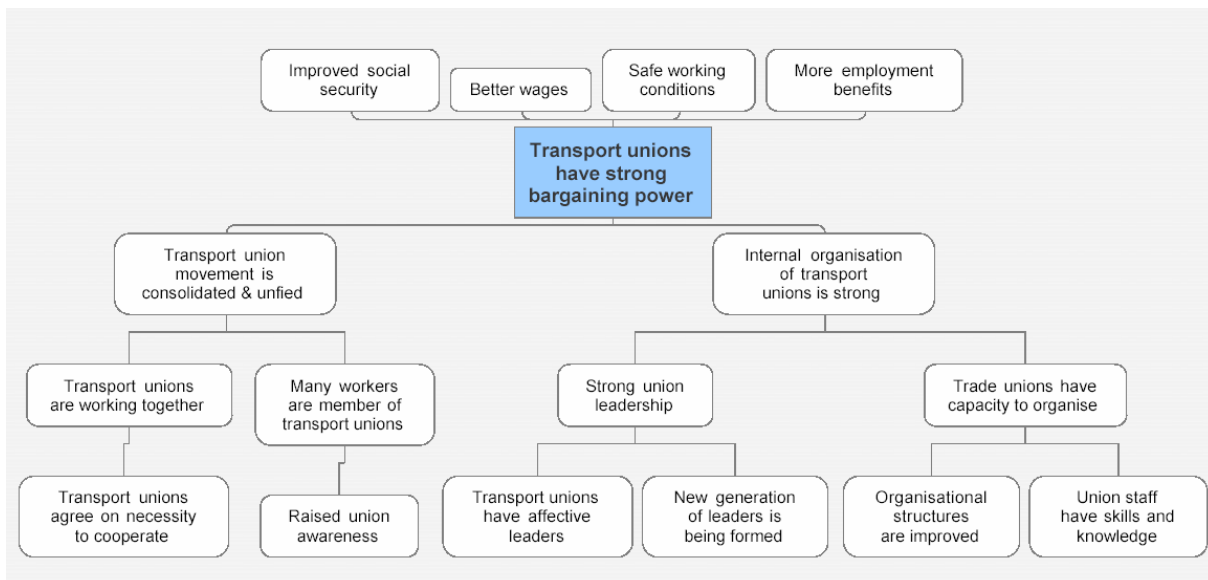 Improved social
security
Better wages
Safe working
conditions
More employment
benefits
Transport unions
have strong
bargaining power
Transport union
movement is
consolidated & unfied
Internal organisation
of transport
unions is strong
Transport unions
are working together
Many workers
are member of
transport unions
Strong union
leadership
Trade unions have
capacity to organise
Transport unions
agree on necessity
to cooperate
Raised union
awareness
Transport unions
have affective
leaders
New generation
of leaders is
being formed
Organisational
structures
are improved
Union staff
have skills and
knowledge